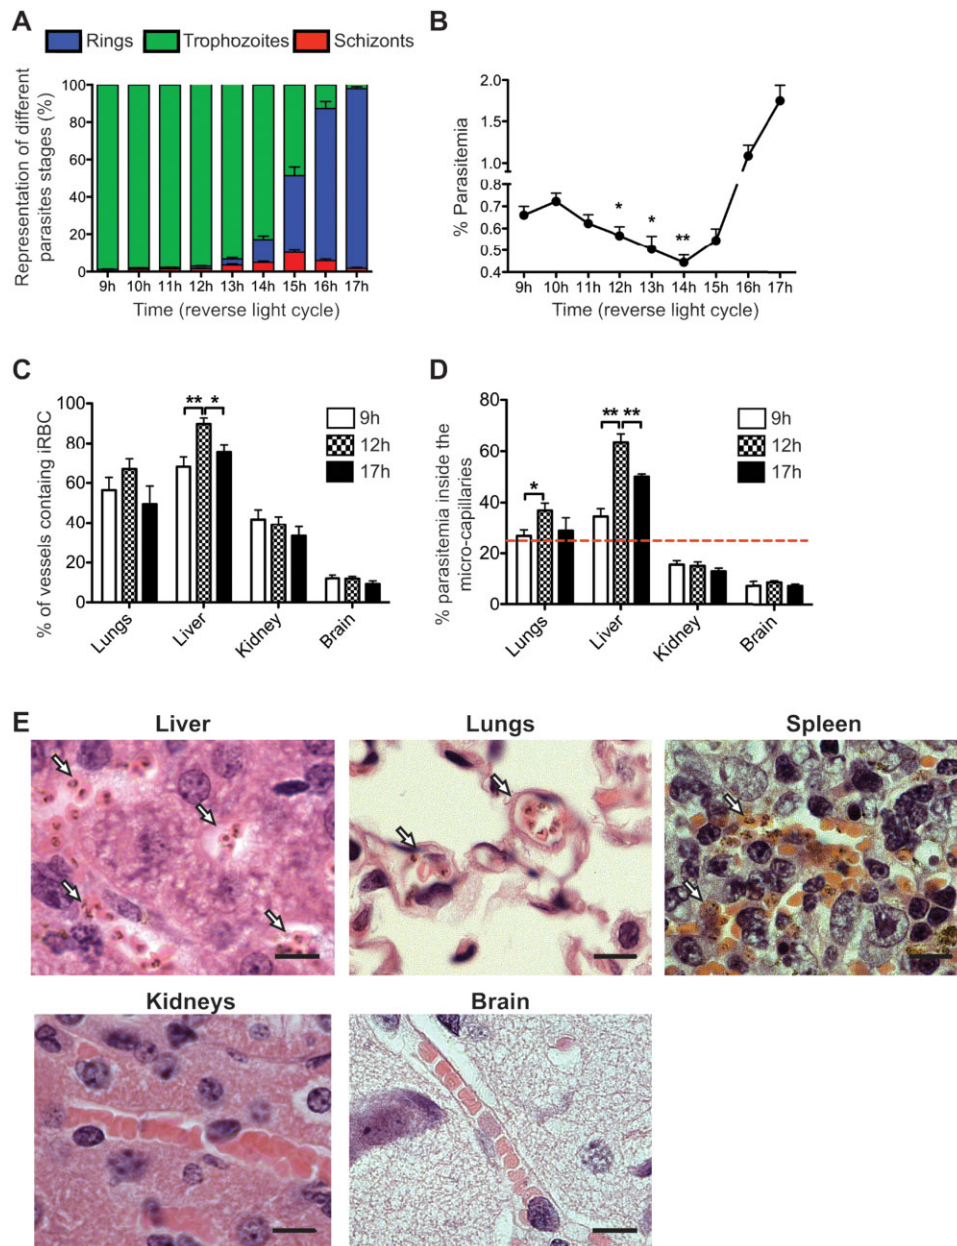 A
Rings Trophozoites Schizonts
Representation of different
parasites stages (%)
100
80
60
40
20
0
9h 10h 11h 12h 13h 14h 15h 16h 17h
Time (reverse light cycle)
B
% Parasitemia
2.0
1.5
1.0
0.8
0.7
0.6
0.5
0.4
* * **
9h 10h 11h 12h 13h 14h 15h 16h 17h
Time (reverse light cycle)
C
% of vessels containg iRBC
100
80
60
40
20
0
** *
9h
12h
17h
Lungs Liver Kidney Brain
D
% parasitemia inside the
micro-capillaries
80
60
40
20
0
* ** **
9h
12h
17h
Lungs Liver Kidney Brain
E
Liver Lungs Spleen
Kidneys Brain